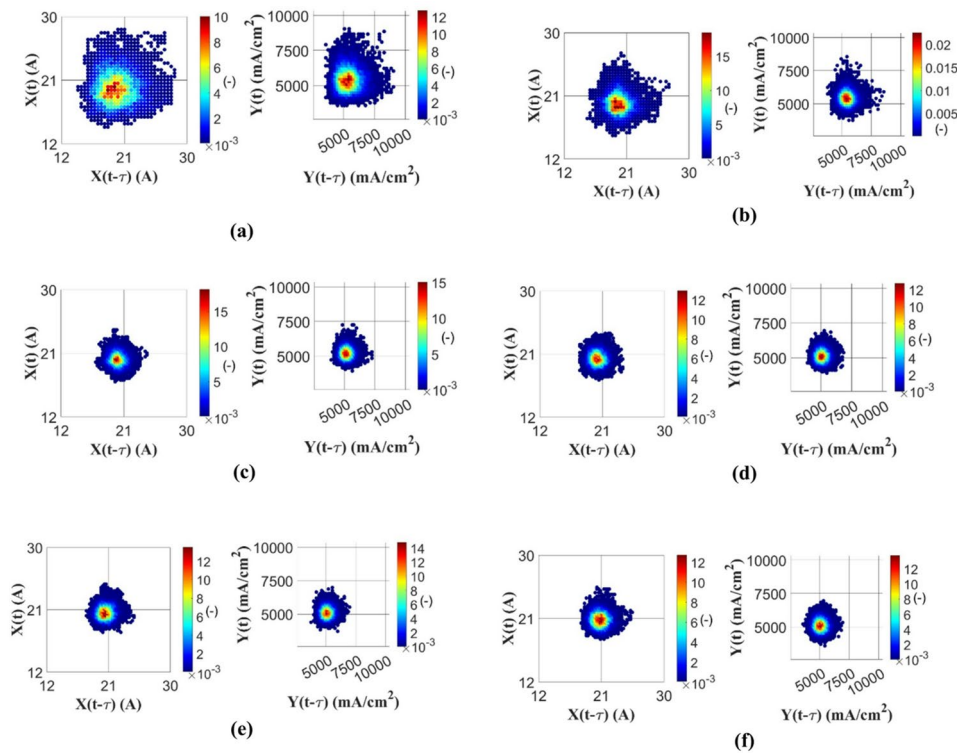 30
X(t) (A)
21
12
12 21 30
X(t-τ) (A)
10
8
6
(-)
4
2
×10⁻³
10000
Y(t) (mA/cm²)
7500
5000
5000 7500 10000
Y(t-τ) (mA/cm²)
12
10
8
6
4
2
×10⁻³
(a)
30
X(t) (A)
21
12
12 21 30
X(t-τ) (A)
15
10
(-)
5
×10⁻³
10000
Y(t) (mA/cm²)
7500
5000
5000 7500 10000
Y(t-τ) (mA/cm²)
0.02
0.015
0.01
0.005
(-)
(b)
30
X(t) (A)
21
12
12 21 30
X(t-τ) (A)
15
10
(-)
5
×10⁻³
10000
Y(t) (mA/cm²)
7500
5000
5000 7500 10000
Y(t-τ) (mA/cm²)
15
10
(-)
5
×10⁻³
(c)
30
X(t) (A)
21
12
12 21 30
X(t-τ) (A)
12
10
8
6 (-)
4
2
×10⁻³
10000
Y(t) (mA/cm²)
7500
5000
5000 7500 10000
Y(t-τ) (mA/cm²)
12
10
8
6 (-)
4
2
×10⁻³
(d)
30
X(t) (A)
21
12
12 21 30
X(t-τ) (A)
12
10
8
6 (-)
4
2
×10⁻³
10000
Y(t) (mA/cm²)
7500
5000
5000 7500 10000
Y(t-τ) (mA/cm²)
14
12
10
8
6 (-)
4
2
×10⁻³
(e)
30
X(t) (A)
21
12
12 21 30
X(t-τ) (A)
12
10
8
6 (-)
4
2
×10⁻³
10000
Y(t) (mA/cm²)
7500
5000
5000 7500 10000
Y(t-τ) (mA/cm²)
12
10
8 (-)
6
4
2
×10⁻³
(f)